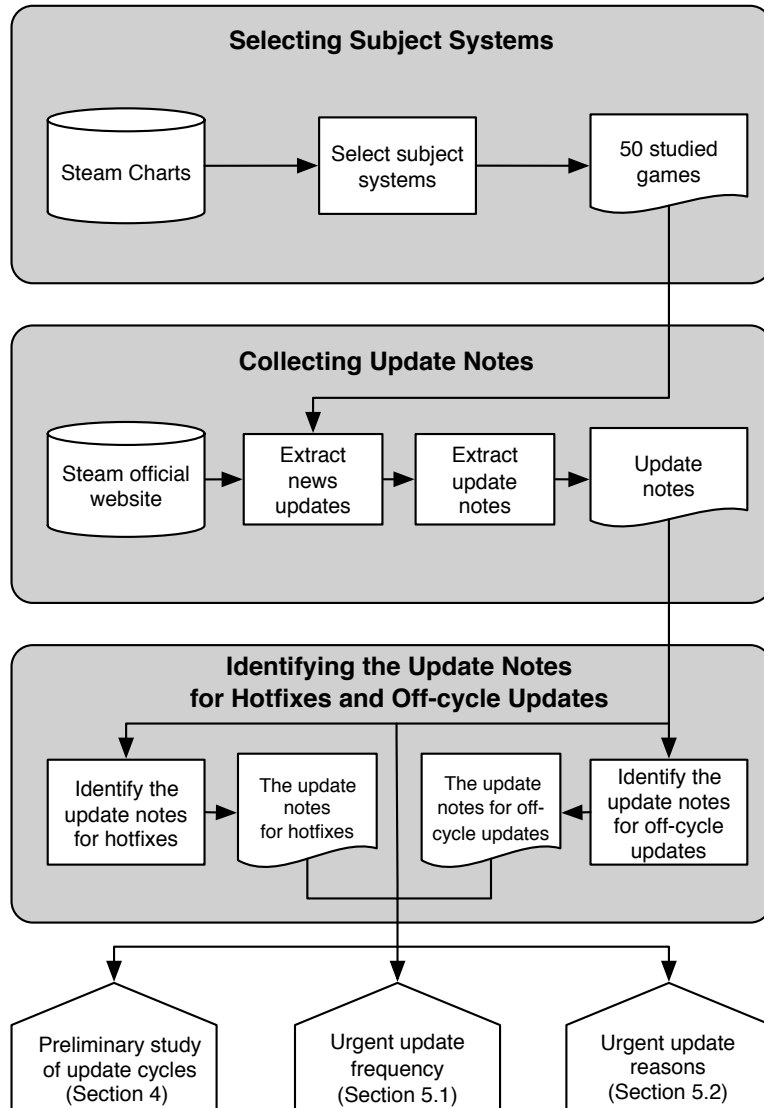 Selecting Subject Systems
Steam Charts
Select subject
systems
50 studied
games
Collecting Update Notes
Steam official
website
Extract
news
updates
Extract
update
notes
Update
notes
Identifying the Update Notes
for Hotfixes and Off-cycle Updates
Identify the
update notes
for hotfixes
The update
notes
for hotfixes
The update
notes for off-
cycle updates
Identify the
update notes
for off-cycle
updates
Preliminary study
of update cycles
(Section 4)
Urgent update
frequency
(Section 5.1)
Urgent update
reasons
(Section 5.2)